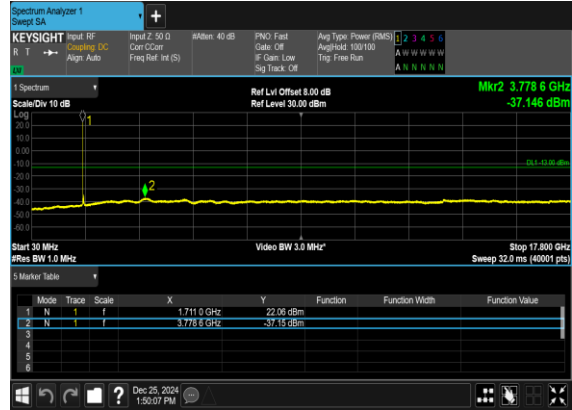 Spectrum Analyzer 1
Swept SA
+
KEYSIGHT Input: RF Input Z: 50 Ω #Atten: 40 dB PNO: Fast Avg Type: Power (RMS) 1 2 3 4 5 6
R T Coupling: DC Corr CCorr Gate: Off Avg|Hold: 100/100 A W W W W W
Align: Auto Freq Ref: Int (S) IF Gain: Low Trig: Free Run
LW Sig Track: Off A N N N N N
1 Spectrum Ref Lvl Offset 8.00 dB Mkr2 3.778 6 GHz
Scale/Div 10 dB Ref Level 30.00 dBm -37.146 dBm
Log
1
20.0
10.0
0.00
-10.0
DL1 -13.00 dBm
-20.0
-30.0
2
-40.0
-50.0
-60.0
Start 30 MHz Video BW 3.0 MHz* Stop 17.800 GHz
#Res BW 1.0 MHz Sweep 32.0 ms (40001 pts)
5 Marker Table
Mode Trace Scale X Y Function Function Width Function Value
1 N 1 f 1.711 0 GHz 22.06 dBm
2 N 1 f 3.778 6 GHz -37.15 dBm
3
4
5
6
? Dec 25, 2024
1:50:07 PM